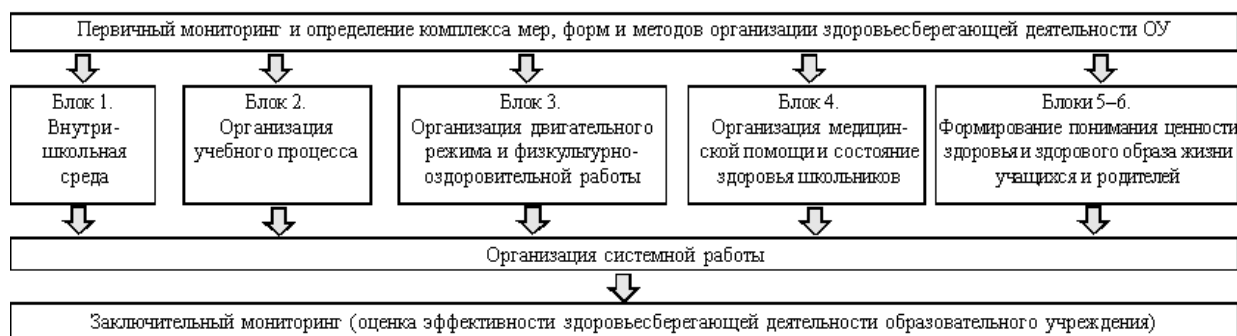 Первичный мониторинг и определение комплекса мер, форм и методов организации здоровьесберегающей деятельности ОУ
Блок 1.
Внутри-
школьная
среда
Блок 2.
Организация
учебного процесса
Блок 3.
Организация двигательного
режима и физкультурно-
оздоровительной работы
Блок 4.
Организация медицин-
ской помощи и состояние
здоровья школьников
Блоки 5–6.
Формирование понимания ценности
здоровья и здорового образа жизни
учащихся и родителей
Организация системной работы
Заключительный мониторинг (оценка эффективности здоровьесберегающей деятельности образовательного учреждения)